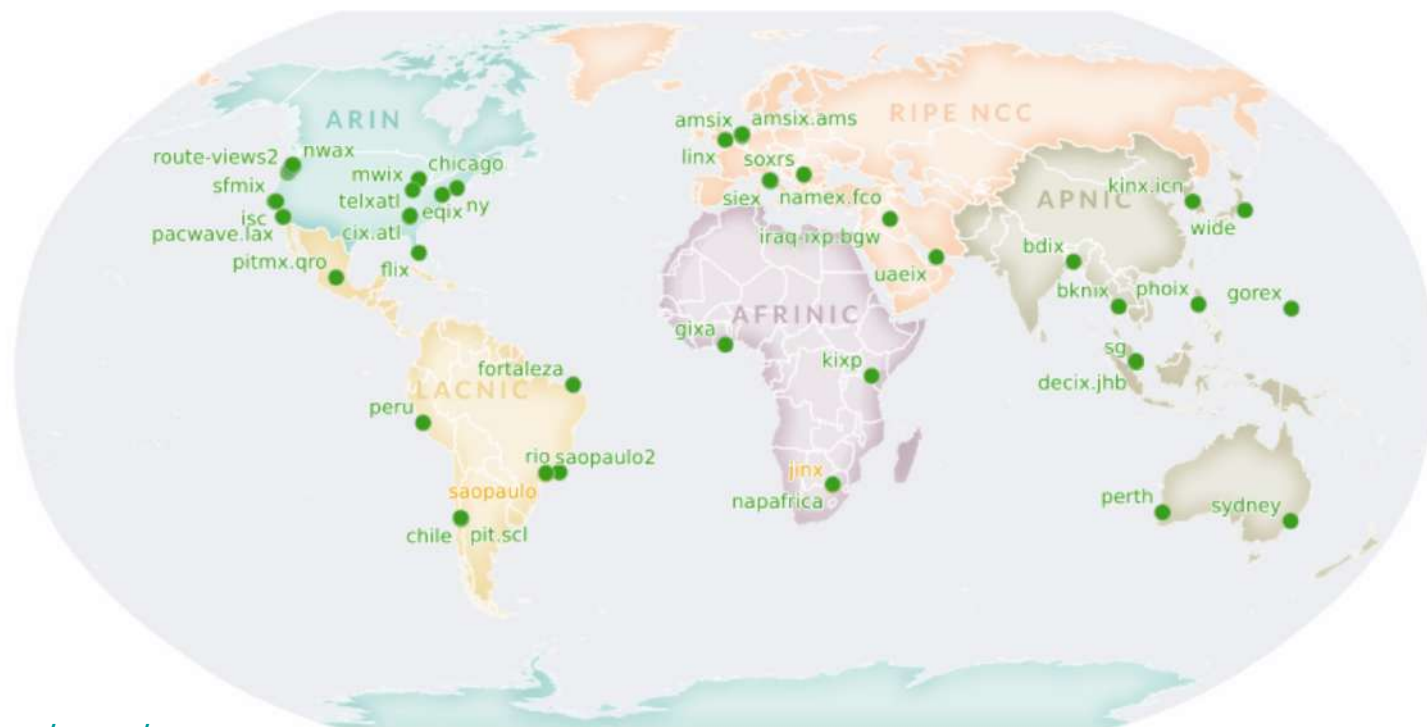 ARIN
RIPE NCC
amsix
amsix.ams
route-views2
nwax
linx
soxrs
chicago
mwix
sfmix
telxatl
eqix
ny
siex
namex.fco
kinx.icn
APNIC
isc
pacwave.lax
cix.atl
iraq-ixp.bgw
wide
pitmx.qro
flix
uaeix
bdix
bknix
phoix
gorex
AFRINIC
gixa
kixp
sg
decix.jhb
fortaleza
LACNIC
peru
rio
saopaulo2
saopaulo
jinx
napafrica
perth
sydney
chile
pit.scl